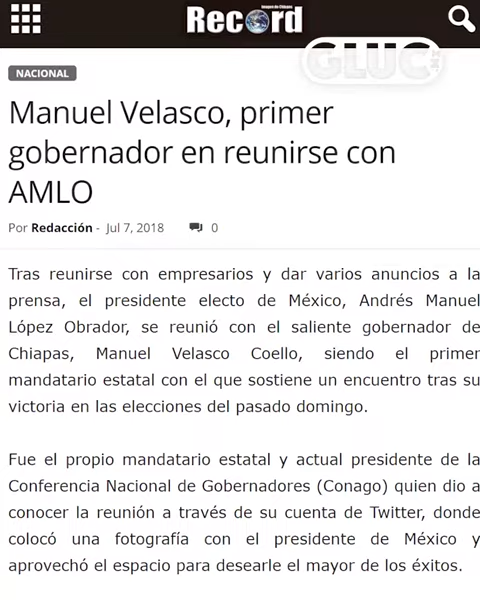 Record
GLUC
NACIONAL
Manuel Velasco, primer
gobernador en reunirse con
AMLO
Por Redacción - Jul 7, 2018 0
Tras reunirse con empresarios y dar varios anuncios a la
prensa, el presidente electo de México, Andrés Manuel
López Obrador, se reunió con el saliente gobernador de
Chiapas, Manuel Velasco Coello, siendo el primer
mandatario estatal con el que sostiene un encuentro tras su
victoria en las elecciones del pasado domingo.
Fue el propio mandatario estatal y actual presidente de la
Conferencia Nacional de Gobernadores (Conago) quien dio a
conocer la reunión a través de su cuenta de Twitter, donde
colocó una fotografía con el presidente de México y
aprovechó el espacio para desearle el mayor de los éxitos.